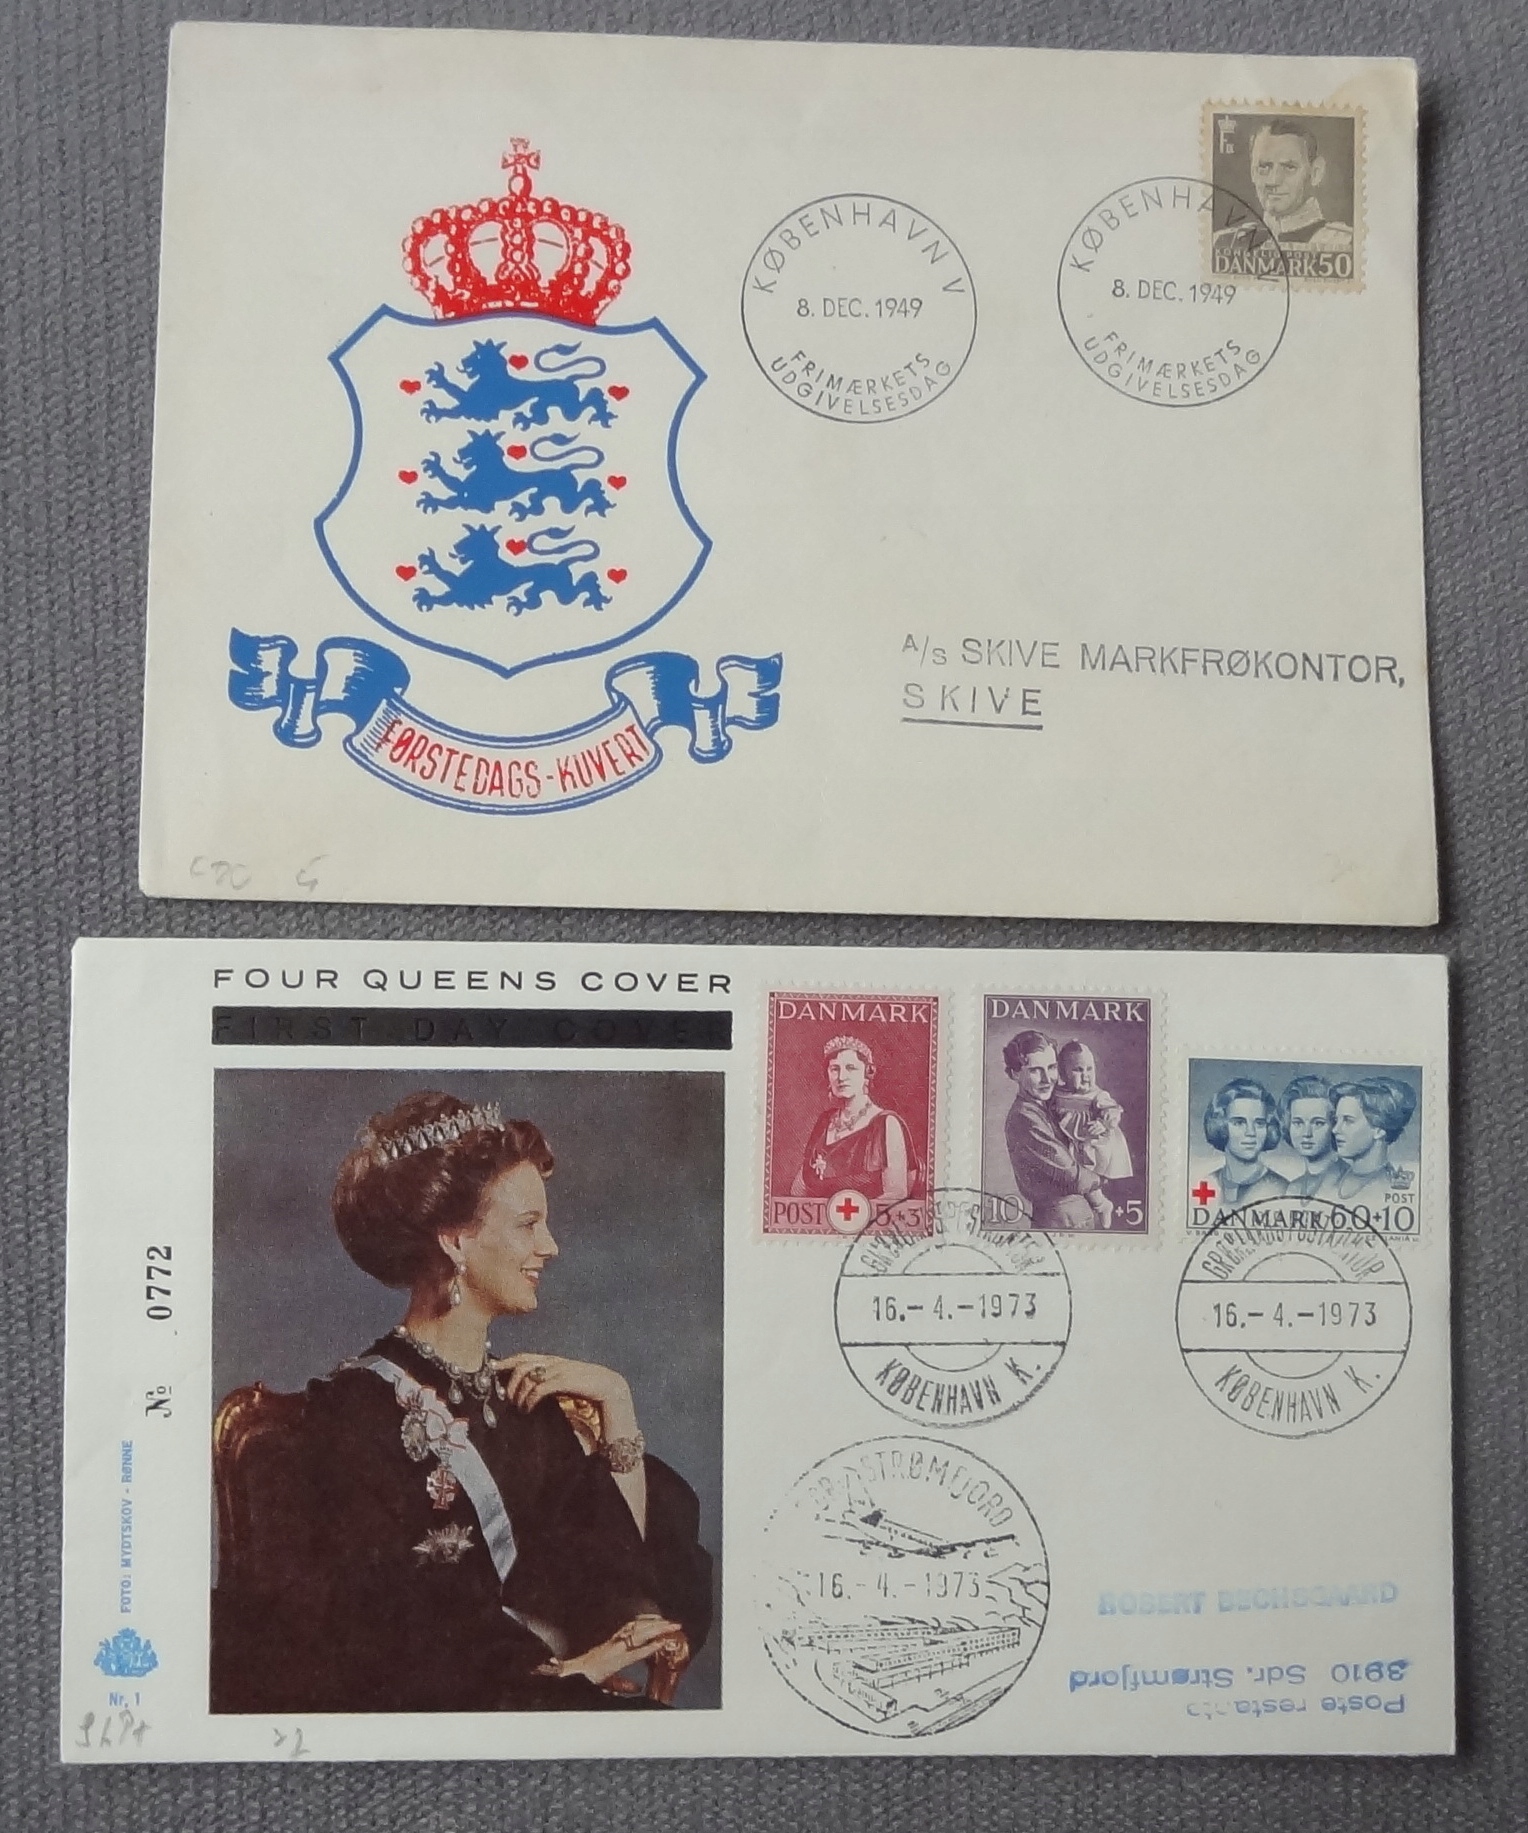 KØBENHAVN V
8. DEC. 1949
FRIMÆRKETS
UDGIVELSESDAG
KØBENHAVN
8. DEC. 1949
FRIMÆRKETS
UDGIVELSESDAG
DANMARK 50
A/S SKIVE MARKFRØKONTOR,
SKIVE
FØRSTEDAGS-KUVERT
FOUR QUEENS COVER
FIRST DAY COVER
DANMARK
POST 5+3
DANMARK
10 +5
POST
DANMARK 60+10
16.-4.-1973
KØBENHAVN K.
16.-4.-1973
KØBENHAVN K.
STRØMFJORD
16.-4.-1973
№ 0772
FOTO: MYDTSKOV - RØNNE
Nr. 1
ROBERT BECHSGAARD
Poste restante
3910 Sdr. Strømfjord